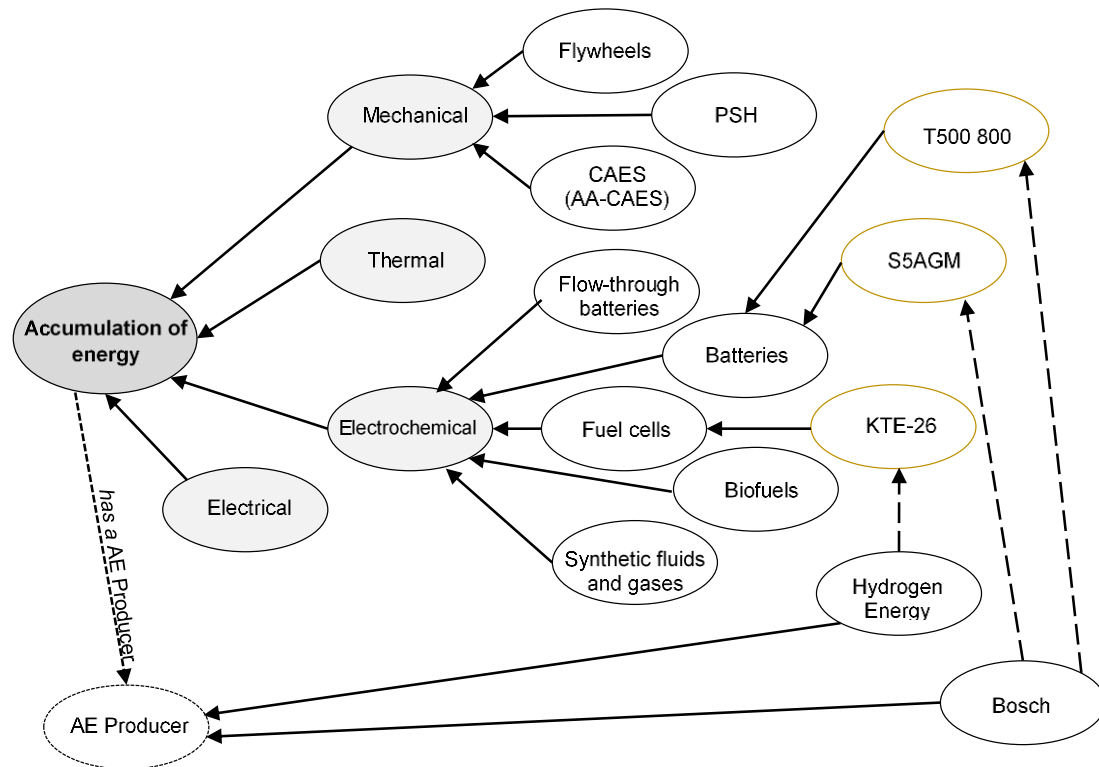 Flywheels
Mechanical
PSH
T500 800
CAES
(AA-CAES)
Thermal
S5AGM
Flow-through
batteries
Accumulation of
energy
Batteries
Electrochemical
Fuel cells
KTE-26
Biofuels
Electrical
Synthetic fluids
and gases
Hydrogen
Energy
has a AE Producer
AE Producer
Bosch